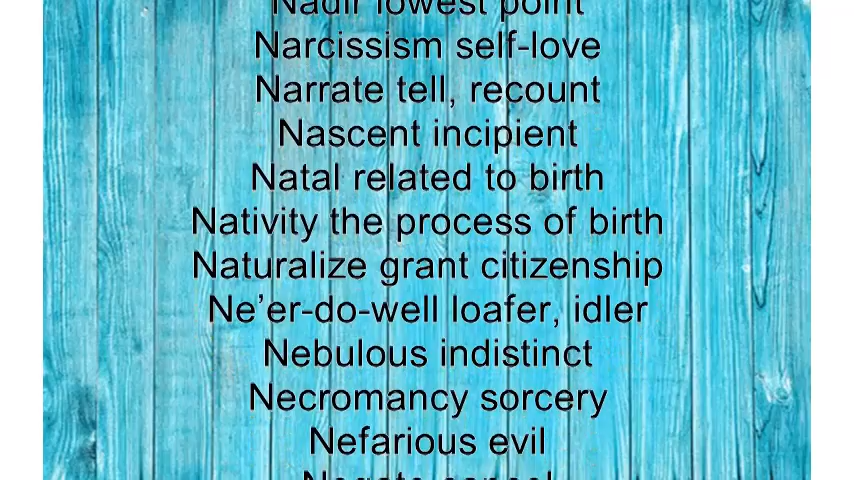 Nadir lowest point
Narcissism self-love
Narrate tell, recount
Nascent incipient
Natal related to birth
Nativity the process of birth
Naturalize grant citizenship
Ne’er-do-well loafer, idler
Nebulous indistinct
Necromancy sorcery
Nefarious evil
Negate cancel